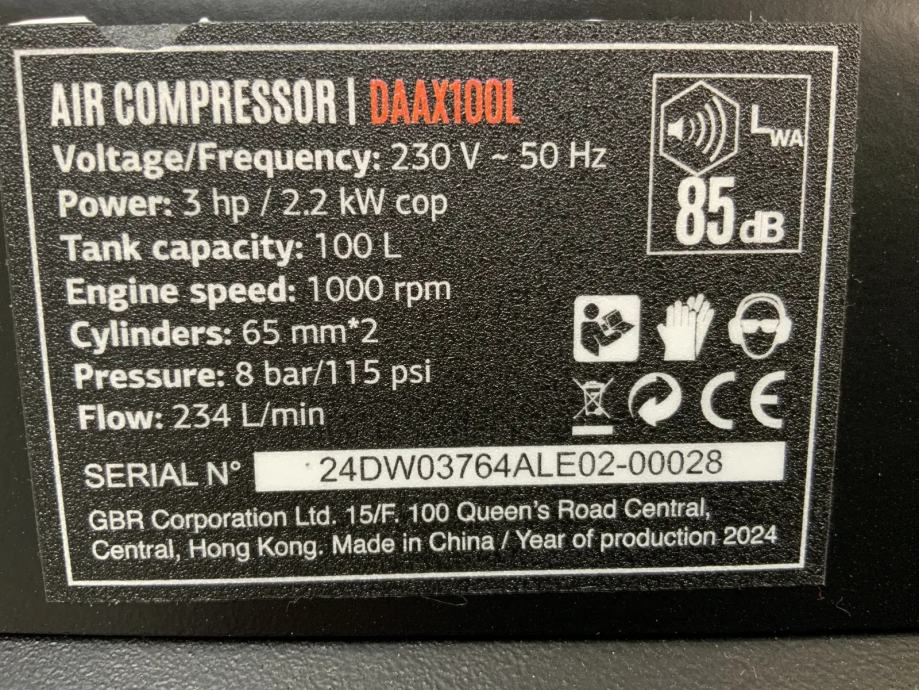 AIR COMPRESSOR | DAAX100L
Voltage/Frequency: 230 V ~ 50 Hz
Power: 3 hp / 2.2 kW cop
Tank capacity: 100 L
Engine speed: 1000 rpm
Cylinders: 65 mm*2
Pressure: 8 bar/115 psi
Flow: 234 L/min
LWA
85 dB
CE
SERIAL N° 24DW03764ALE02-00028
GBR Corporation Ltd. 15/F. 100 Queen's Road Central,
Central, Hong Kong. Made in China / Year of production 2024